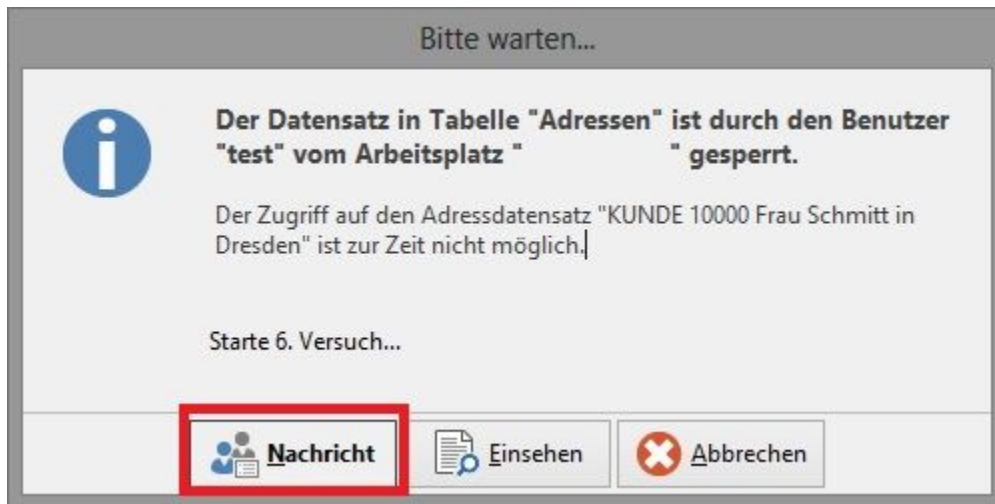 Bitte warten...
Der Datensatz in Tabelle "Adressen" ist durch den Benutzer
"test" vom Arbeitsplatz " " gesperrt.
Der Zugriff auf den Adressdatensatz "KUNDE 10000 Frau Schmitt in
Dresden" ist zur Zeit nicht möglich.
Starte 6. Versuch...
Nachricht Einsehen Abbrechen